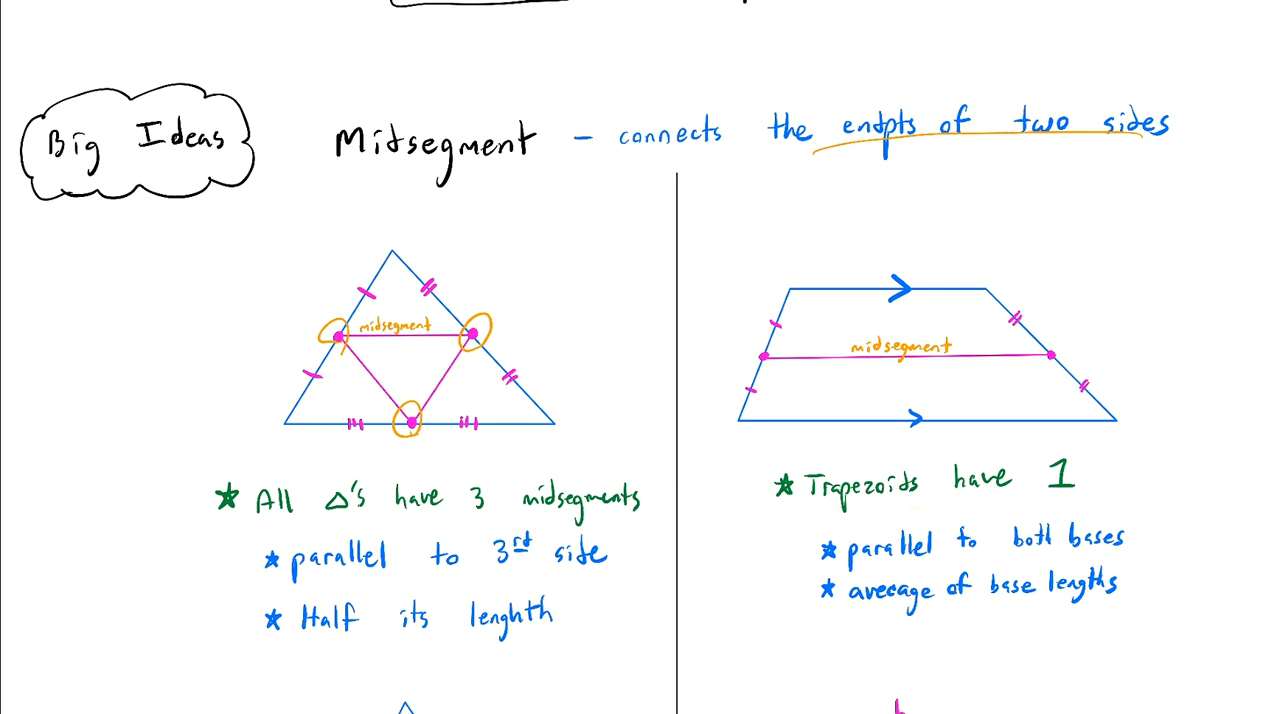 Big Ideas
Midsegment - connects the endpts of two sides
midsegment
midsegment
* All Δ's have 3 midsegments
* parallel to 3rd side
* Half its lenghth
* Trapezoids have 1
* parallel to both bases
* average of base lengths